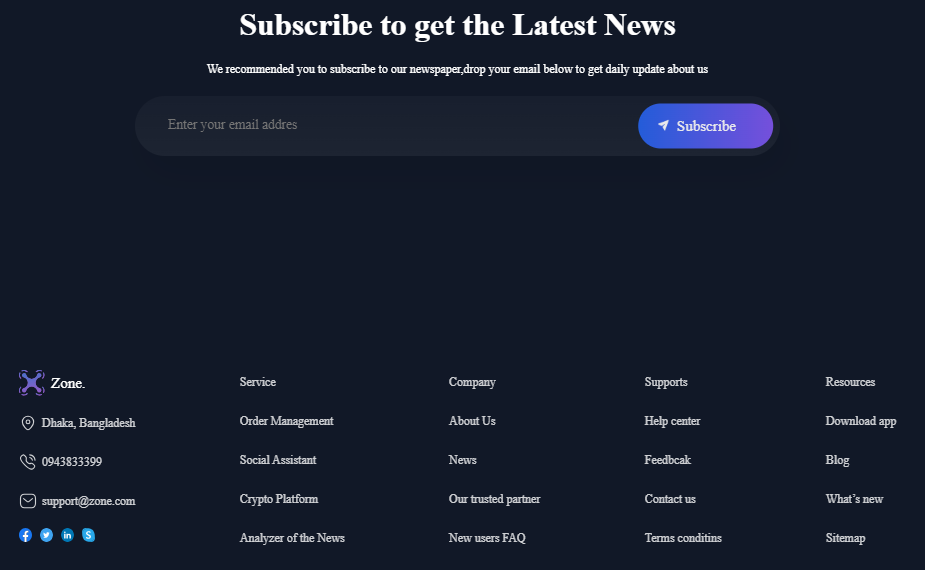 Subscribe to get the Latest News
We recommended you to subscribe to our newspaper,drop your email below to get daily update about us
Enter your email addres
Subscribe
Zone.
Dhaka, Bangladesh
0943833399
support@zone.com
Service
Order Management
Social Assistant
Crypto Platform
Analyzer of the News
Company
About Us
News
Our trusted partner
New users FAQ
Supports
Help center
Feedbcak
Contact us
Terms conditins
Resources
Download app
Blog
What's new
Sitemap